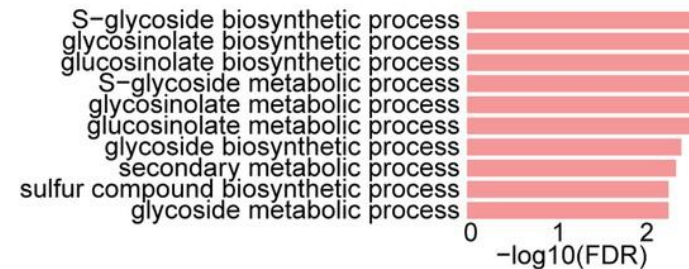 S−glycoside biosynthetic process
glycosinolate biosynthetic process
glucosinolate biosynthetic process
S−glycoside metabolic process
glycosinolate metabolic process
glucosinolate metabolic process
glycoside biosynthetic process
secondary metabolic process
sulfur compound biosynthetic process
glycoside metabolic process
0 1 2
−log10(FDR)